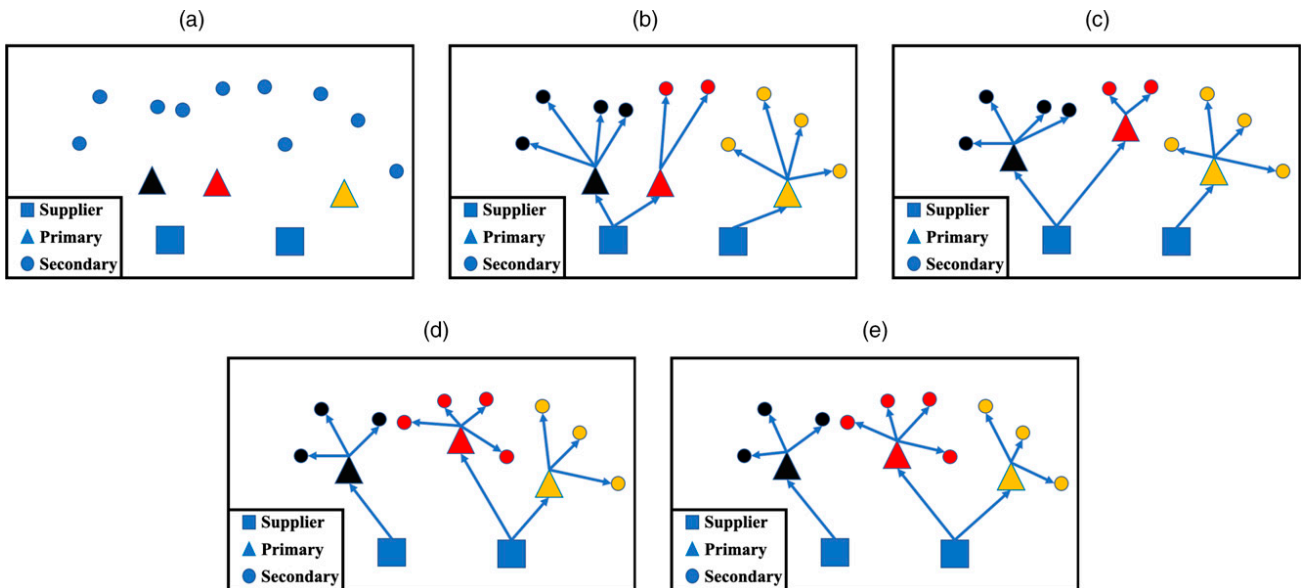 (a)
Supplier
Primary
Secondary
(b)
Supplier
Primary
Secondary
(c)
Supplier
Primary
Secondary
(d)
Supplier
Primary
Secondary
(e)
Supplier
Primary
Secondary